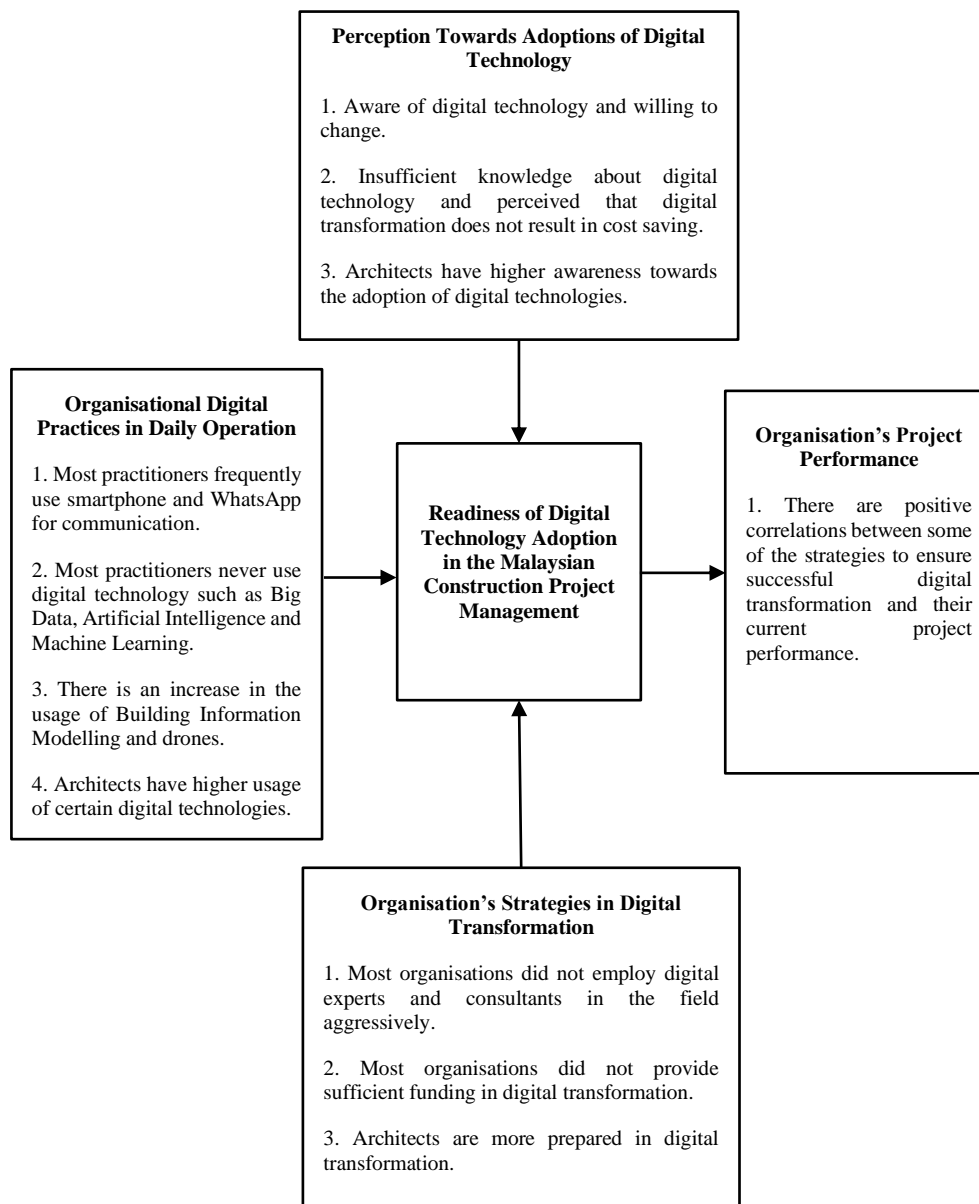 Perception Towards Adoptions of Digital
Technology
1. Aware of digital technology and willing to
change.
2. Insufficient knowledge about digital
technology and perceived that digital
transformation does not result in cost saving.
3. Architects have higher awareness towards
the adoption of digital technologies.
Organisational Digital
Practices in Daily Operation
1. Most practitioners frequently
use smartphone and WhatsApp
for communication.
2. Most practitioners never use
digital technology such as Big
Data, Artificial Intelligence and
Machine Learning.
3. There is an increase in the
usage of Building Information
Modelling and drones.
4. Architects have higher usage
of certain digital technologies.
Readiness of Digital
Technology Adoption
in the Malaysian
Construction Project
Management
Organisation’s Project
Performance
1. There are positive
correlations between some
of the strategies to ensure
successful digital
transformation and their
current project
performance.
Organisation’s Strategies in Digital
Transformation
1. Most organisations did not employ digital
experts and consultants in the field
aggressively.
2. Most organisations did not provide
sufficient funding in digital transformation.
3. Architects are more prepared in digital
transformation.